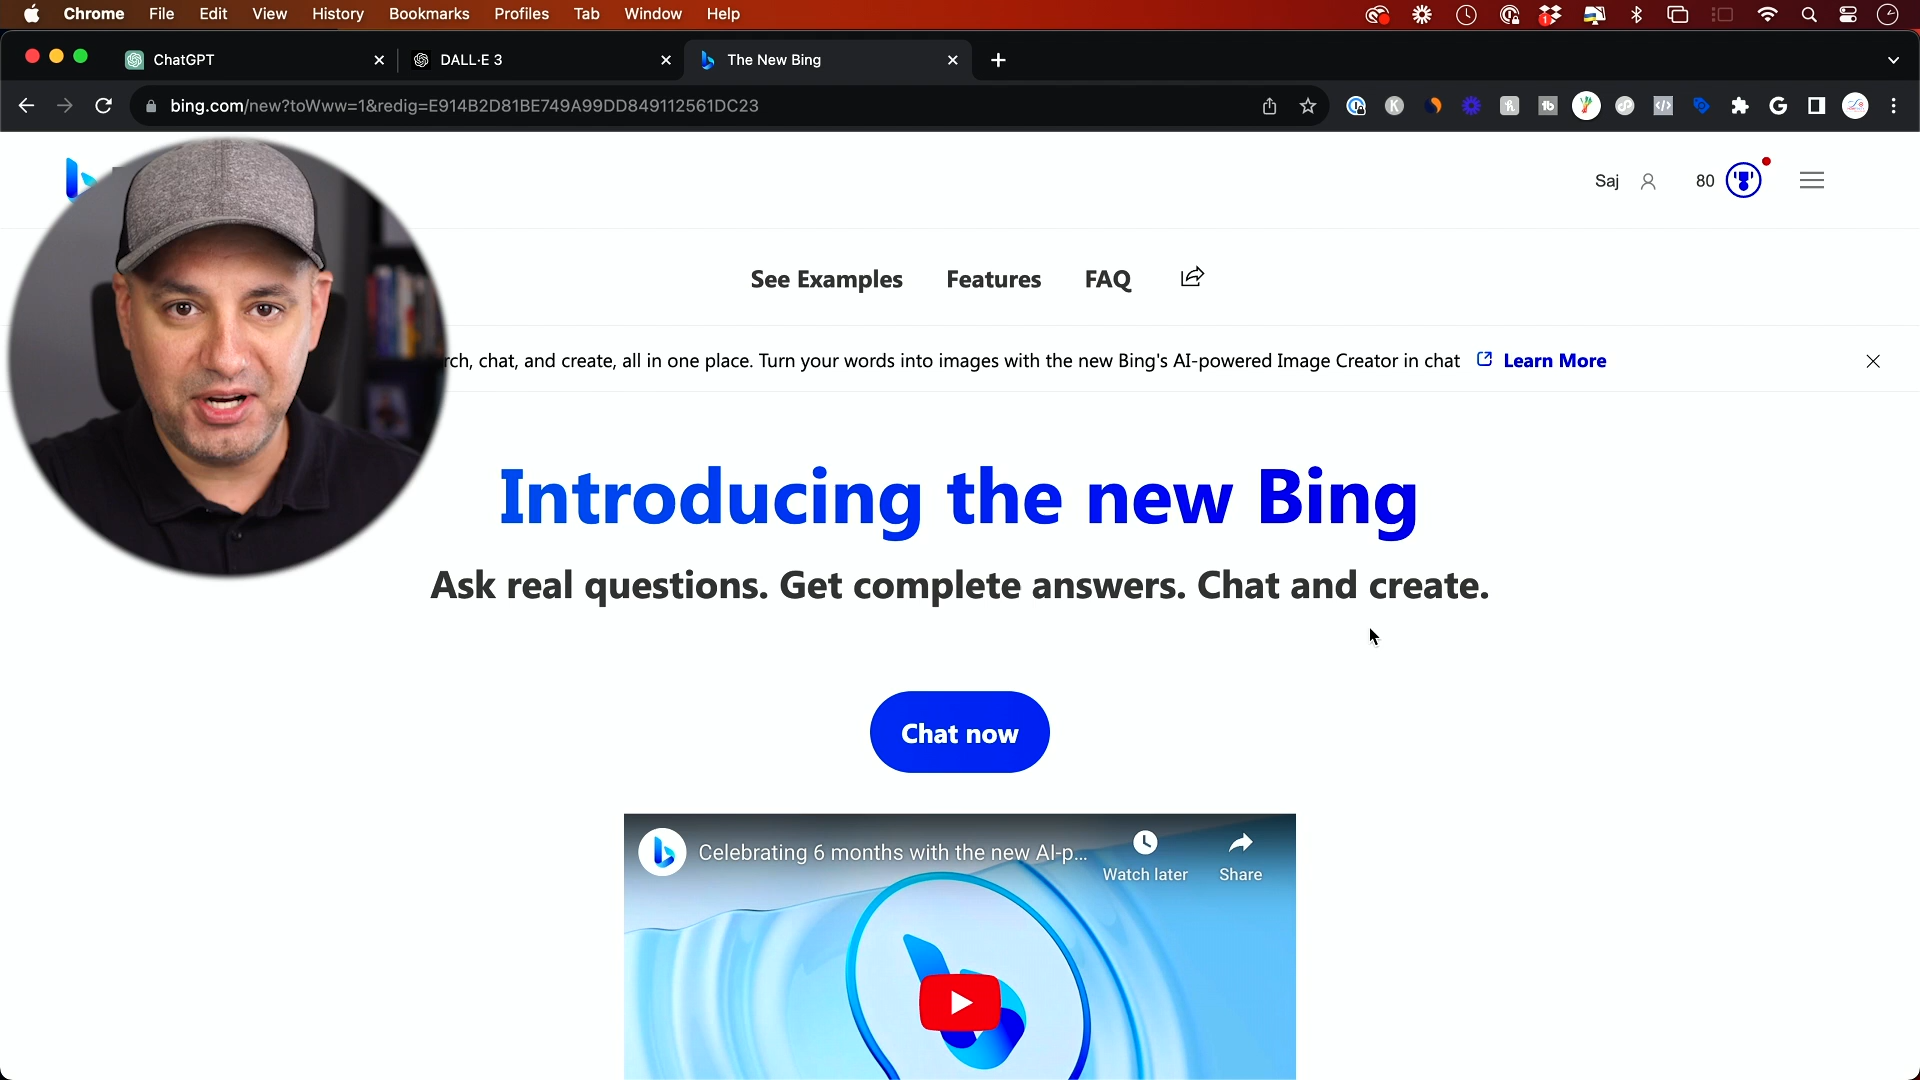 Chrome File Edit View History Bookmarks Profiles Tab Window Help
ChatGPT
DALL·E 3
The New Bing
bing.com/new?toWww=1&redig=E914B2D81BE749A99DD849112561DC23
Saj
80
See Examples
Features
FAQ
chat, and create, all in one place. Turn your words into images with the new Bing's AI-powered Image Creator in chat
Learn More
Introducing the new Bing
Ask real questions. Get complete answers. Chat and create.
Chat now
Celebrating 6 months with the new AI-p...
Watch later
Share